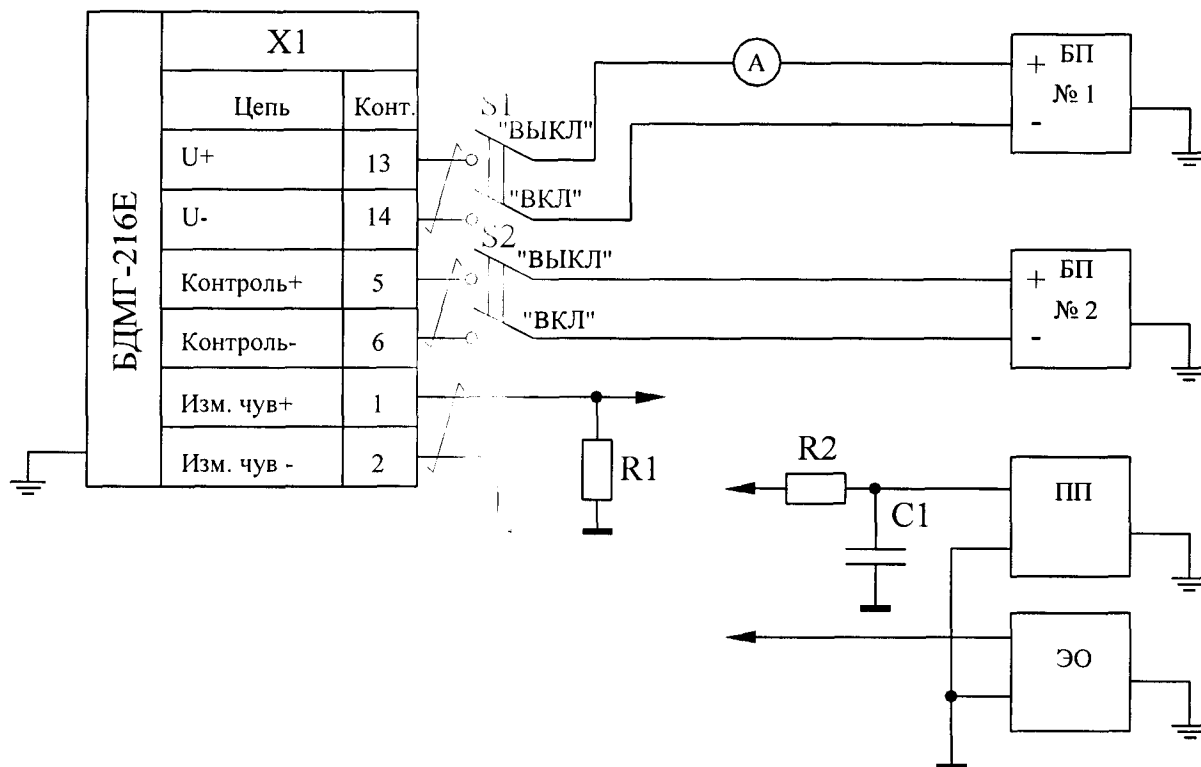 X1
Цепь Конт.
U+ 13
U- 14
Контроль+ 5
Контроль- 6
Изм. чув+ 1
Изм. чув - 2
БДМГ-216Е
S1
"ВЫКЛ"
"ВКЛ"
S2
"ВЫКЛ"
"ВКЛ"
A
+ БП
№ 1
-
+ БП
№ 2
-
R1
R2
C1
ПП
ЭО